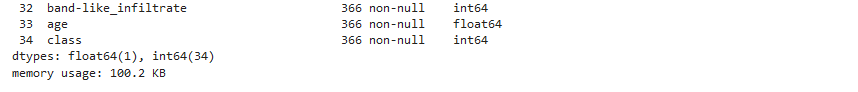 32 band-like_infiltrate 366 non-null int64
33 age 366 non-null float64
34 class 366 non-null int64
dtypes: float64(1), int64(34)
memory usage: 100.2 KB